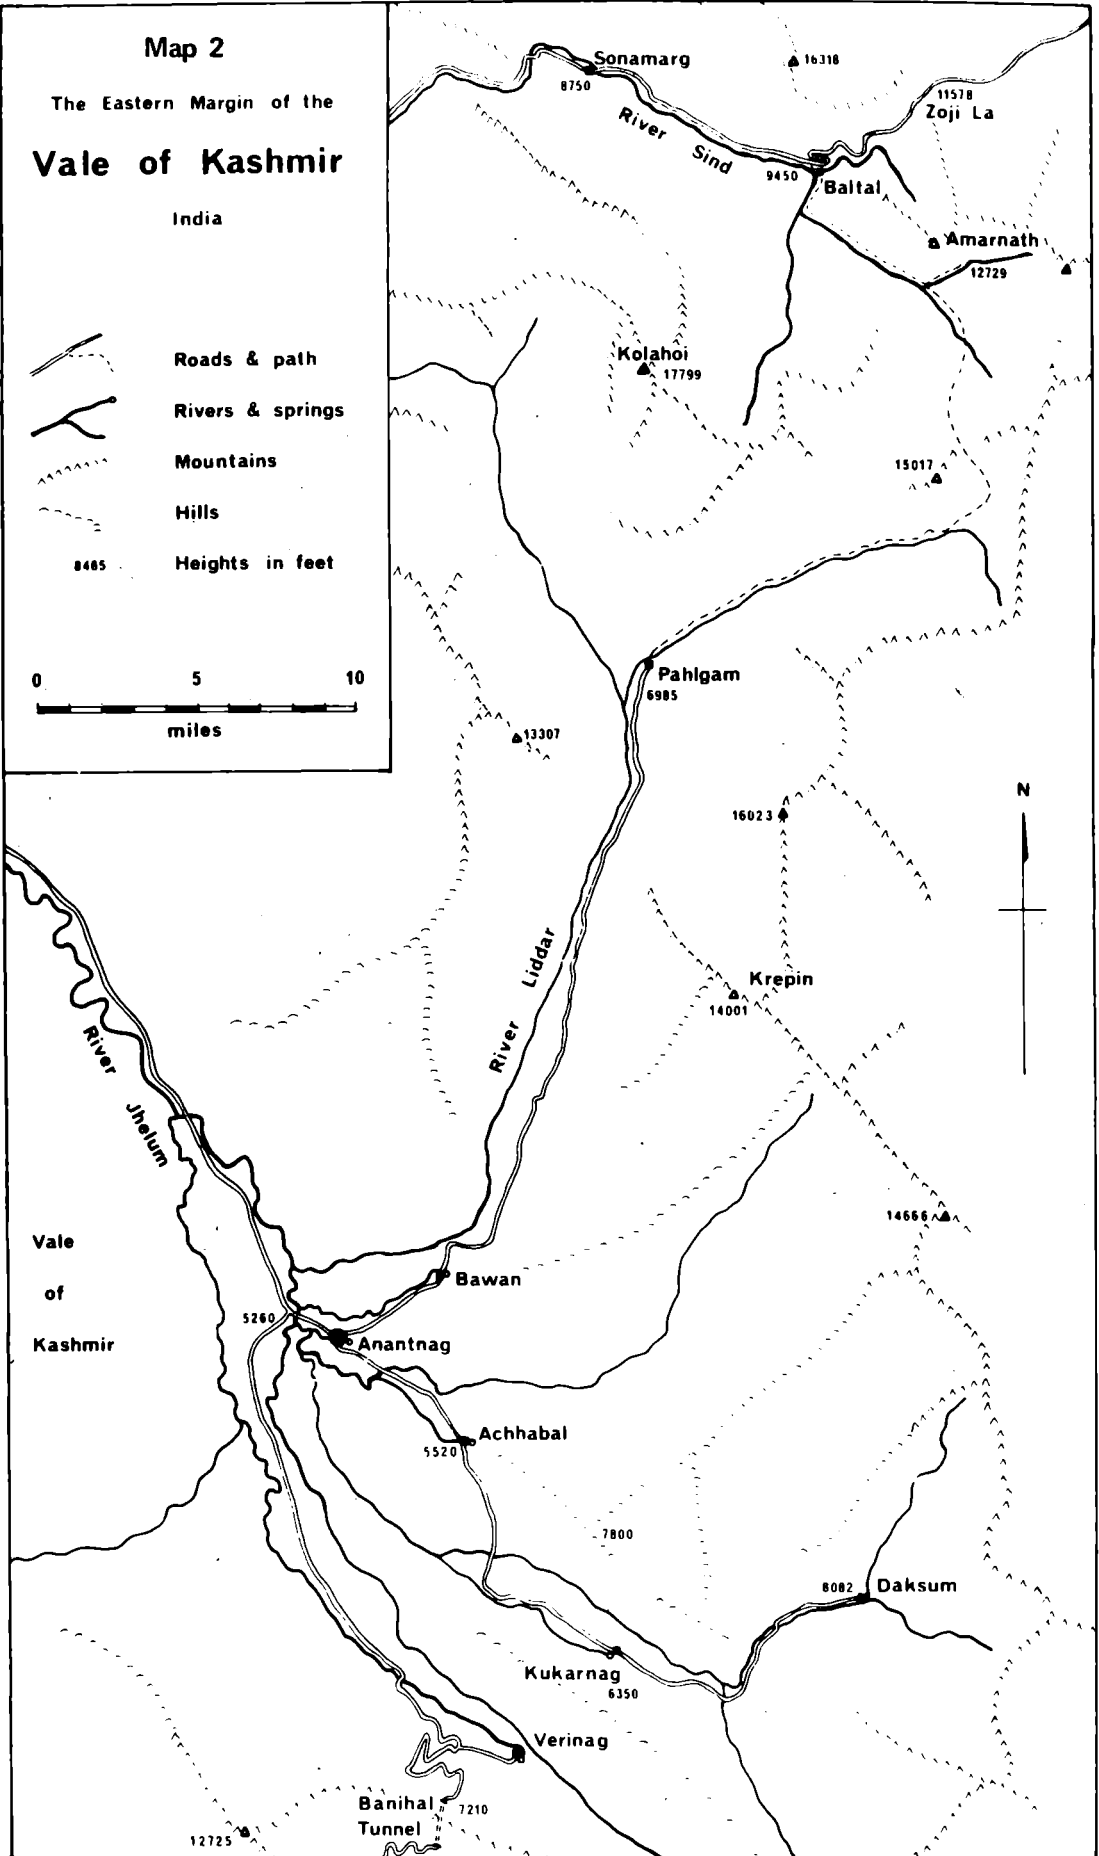 Map 2
The Eastern Margin of the
Vale of Kashmir
India
Roads & path
Rivers & springs
Mountains
Hills
8465 Heights in feet
0 5 10
miles
Sonamarg
8750
16318
11578
Zoji La
River Sind
9450
Baltal
Amarnath
12729
Kolahoi
17799
15017
Pahlgam
6985
13307
N
16023
River Liddar
Krepin
14001
River Jhelum
14666
Vale
of
Kashmir
Bawan
5260
Anantnag
Achhabal
5520
7800
8082
Daksum
Kukarnag
6350
Verinag
Banihal
Tunnel
7210
12725